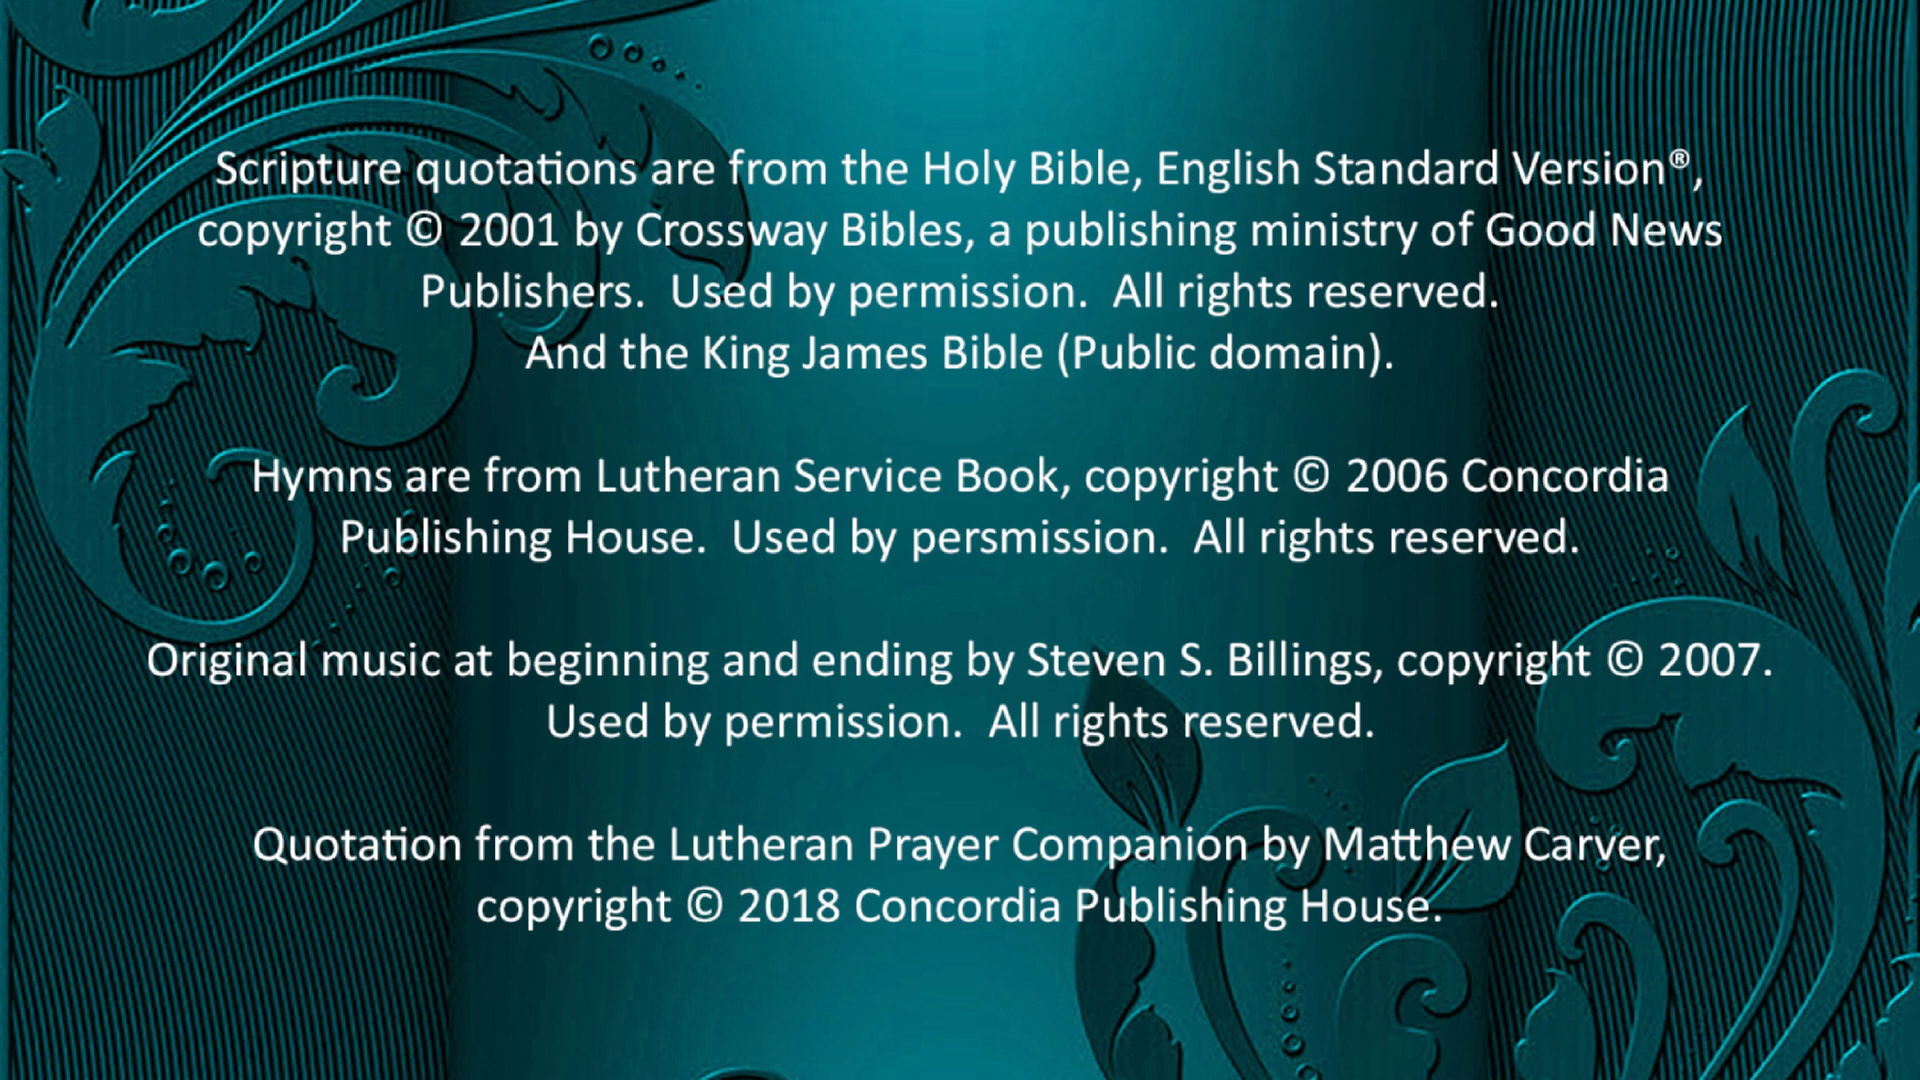 Scripture quotations are from the Holy Bible, English Standard Version®,
copyright © 2001 by Crossway Bibles, a publishing ministry of Good News
Publishers.  Used by permission.  All rights reserved.
And the King James Bible (Public domain).
Hymns are from Lutheran Service Book, copyright © 2006 Concordia
Publishing House.  Used by persmission.  All rights reserved.
Original music at beginning and ending by Steven S. Billings, copyright © 2007.
Used by permission.  All rights reserved.
Quotation from the Lutheran Prayer Companion by Matthew Carver,
copyright © 2018 Concordia Publishing House.